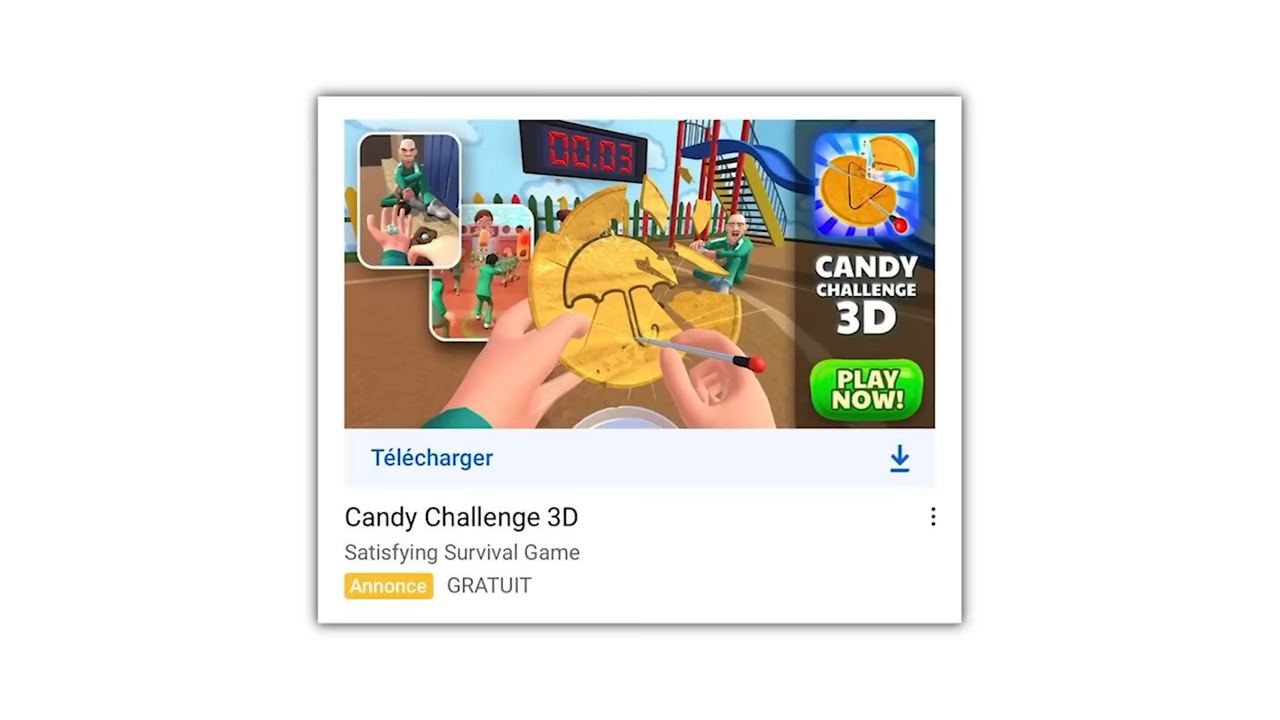 00.03
CANDY
CHALLENGE
3D
PLAY
NOW!
Télécharger
Candy Challenge 3D
Satisfying Survival Game
Annonce GRATUIT